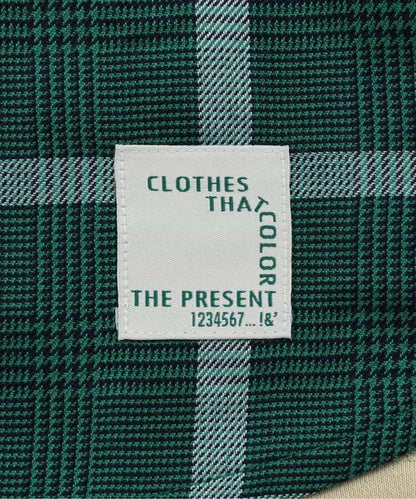 CLOTHES
THAT
COLOR
THE PRESENT
1234567...!&'